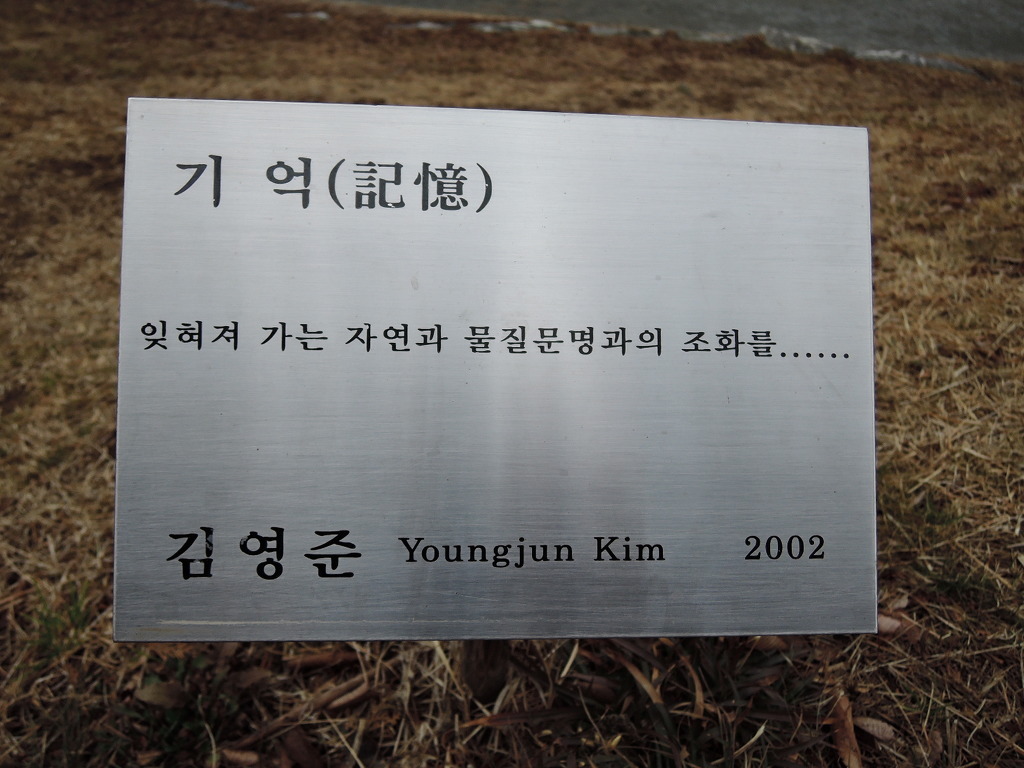 기 억(記憶)
잊혀져 가는 자연과 물질문명과의 조화를......
김영준 Youngjun Kim 2002